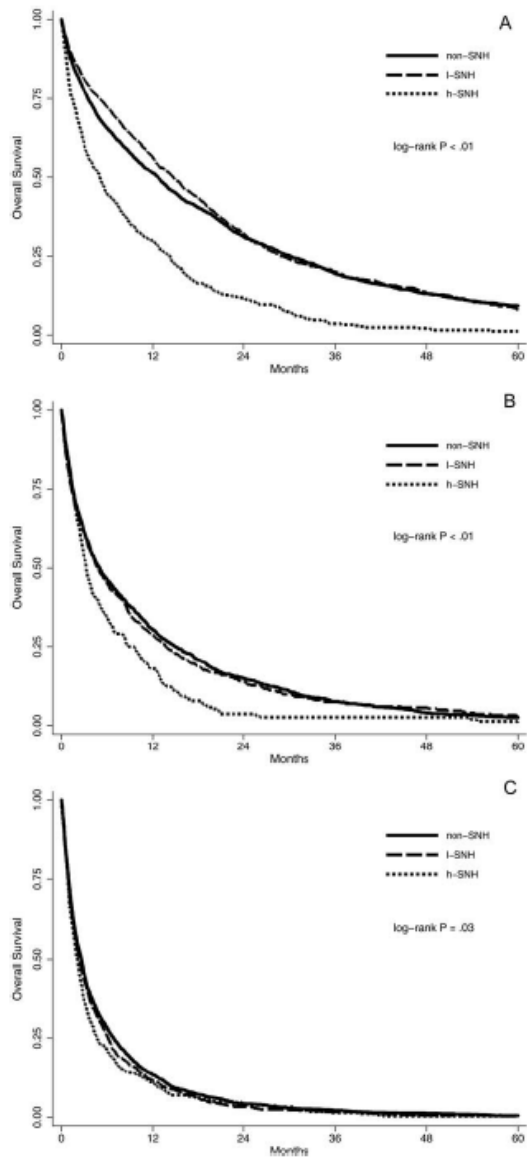 A
non-SNH
l-SNH
h-SNH
log-rank P < .01
Overall Survival
1.00
0.75
0.50
0.25
0.00
0 12 24 36 48 60
Months
B
non-SNH
l-SNH
h-SNH
log-rank P < .01
Overall Survival
1.00
0.75
0.50
0.25
0.00
0 12 24 36 48 60
Months
C
non-SNH
l-SNH
h-SNH
log-rank P = .03
Overall Survival
1.00
0.75
0.50
0.25
0.00
0 12 24 36 48 60
Months